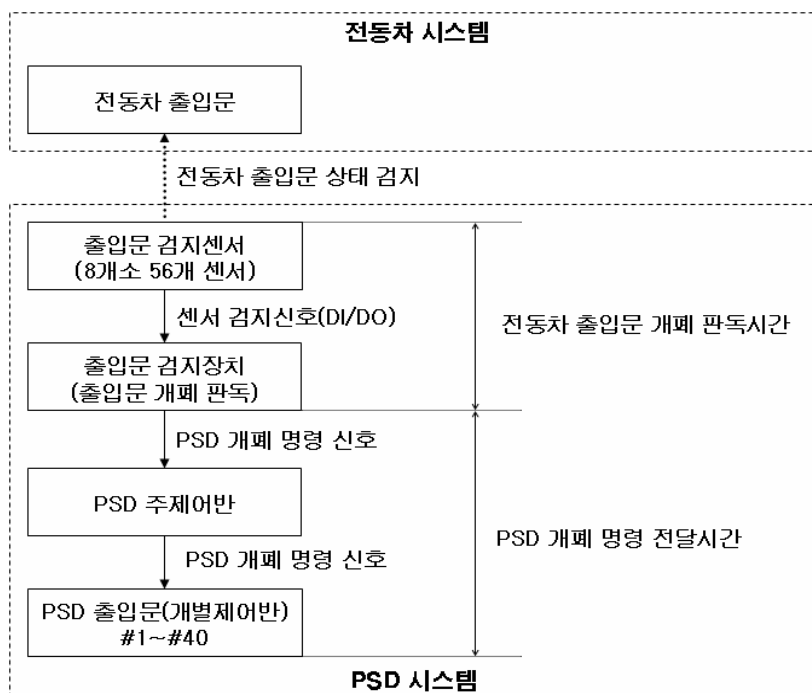 전동차 시스템
전동차 출입문
전동차 출입문 상태 검지
출입문 검지센서
(8개소 56개 센서)
센서 검지신호(DI/DO)
전동차 출입문 개폐 판독시간
출입문 검지장치
(출입문 개폐 판독)
PSD 개폐 명령 신호
PSD 주제어반
PSD 개폐 명령 전달시간
PSD 개폐 명령 신호
PSD 출입문(개별제어반)
#1~#40
PSD 시스템